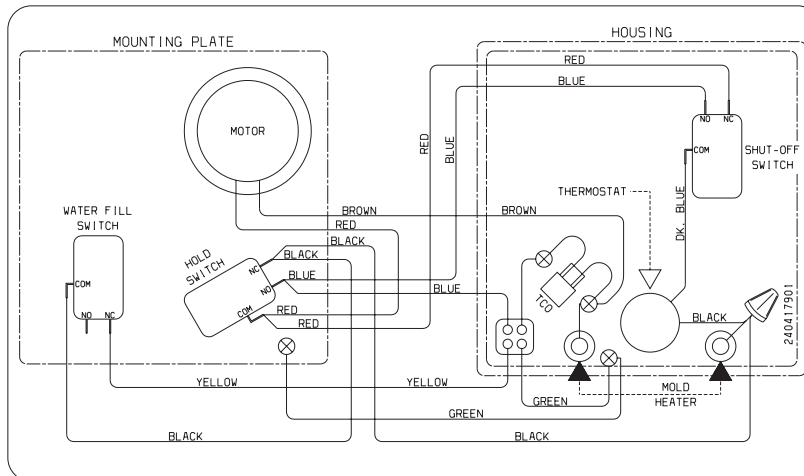 MOUNTING PLATE
HOUSING
RED
BLUE
MOTOR
RED
BLUE
NO
NC
COM
SHUT-OFF
SWITCH
THERMOSTAT
DK. BLUE
BROWN
BROWN
RED
BLACK
BLACK
BLUE
BLUE
RED
RED
WATER FILL
SWITCH
COM
NO
NC
HOLD
SWITCH
NC
NO
COM
TCO
BLACK
240417901
YELLOW
YELLOW
GREEN
GREEN
MOLD
HEATER
BLACK
BLACK